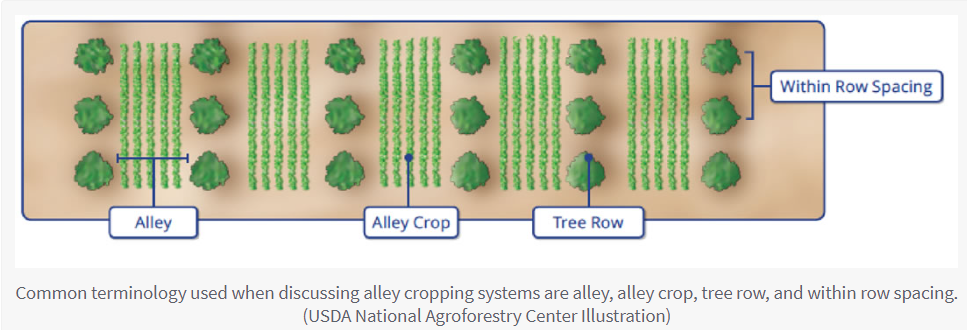 Within Row Spacing
Alley
Alley Crop
Tree Row
Common terminology used when discussing alley cropping systems are alley, alley crop, tree row, and within row spacing.
(USDA National Agroforestry Center Illustration)